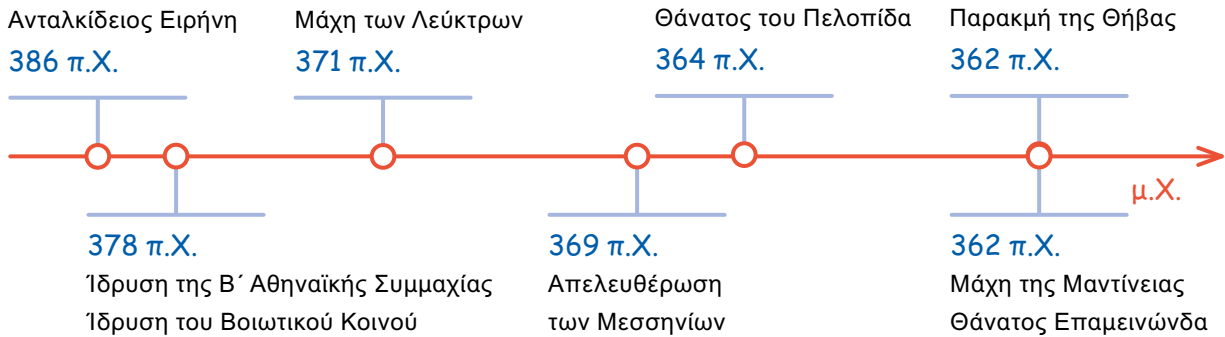 Ανταλκίδειος Ειρήνη
386 π.Χ.
Μάχη των Λεύκτρων
371 π.Χ.
Θάνατος του Πελοπίδα
364 π.Χ.
Παρακμή της Θήβας
362 π.Χ.
μ.Χ.
378 π.Χ.
Ίδρυση της Β΄ Αθηναϊκής Συμμαχίας
Ίδρυση του Βοιωτικού Κοινού
369 π.Χ.
Απελευθέρωση
των Μεσσηνίων
362 π.Χ.
Μάχη της Μαντίνειας
Θάνατος Επαμεινώνδα